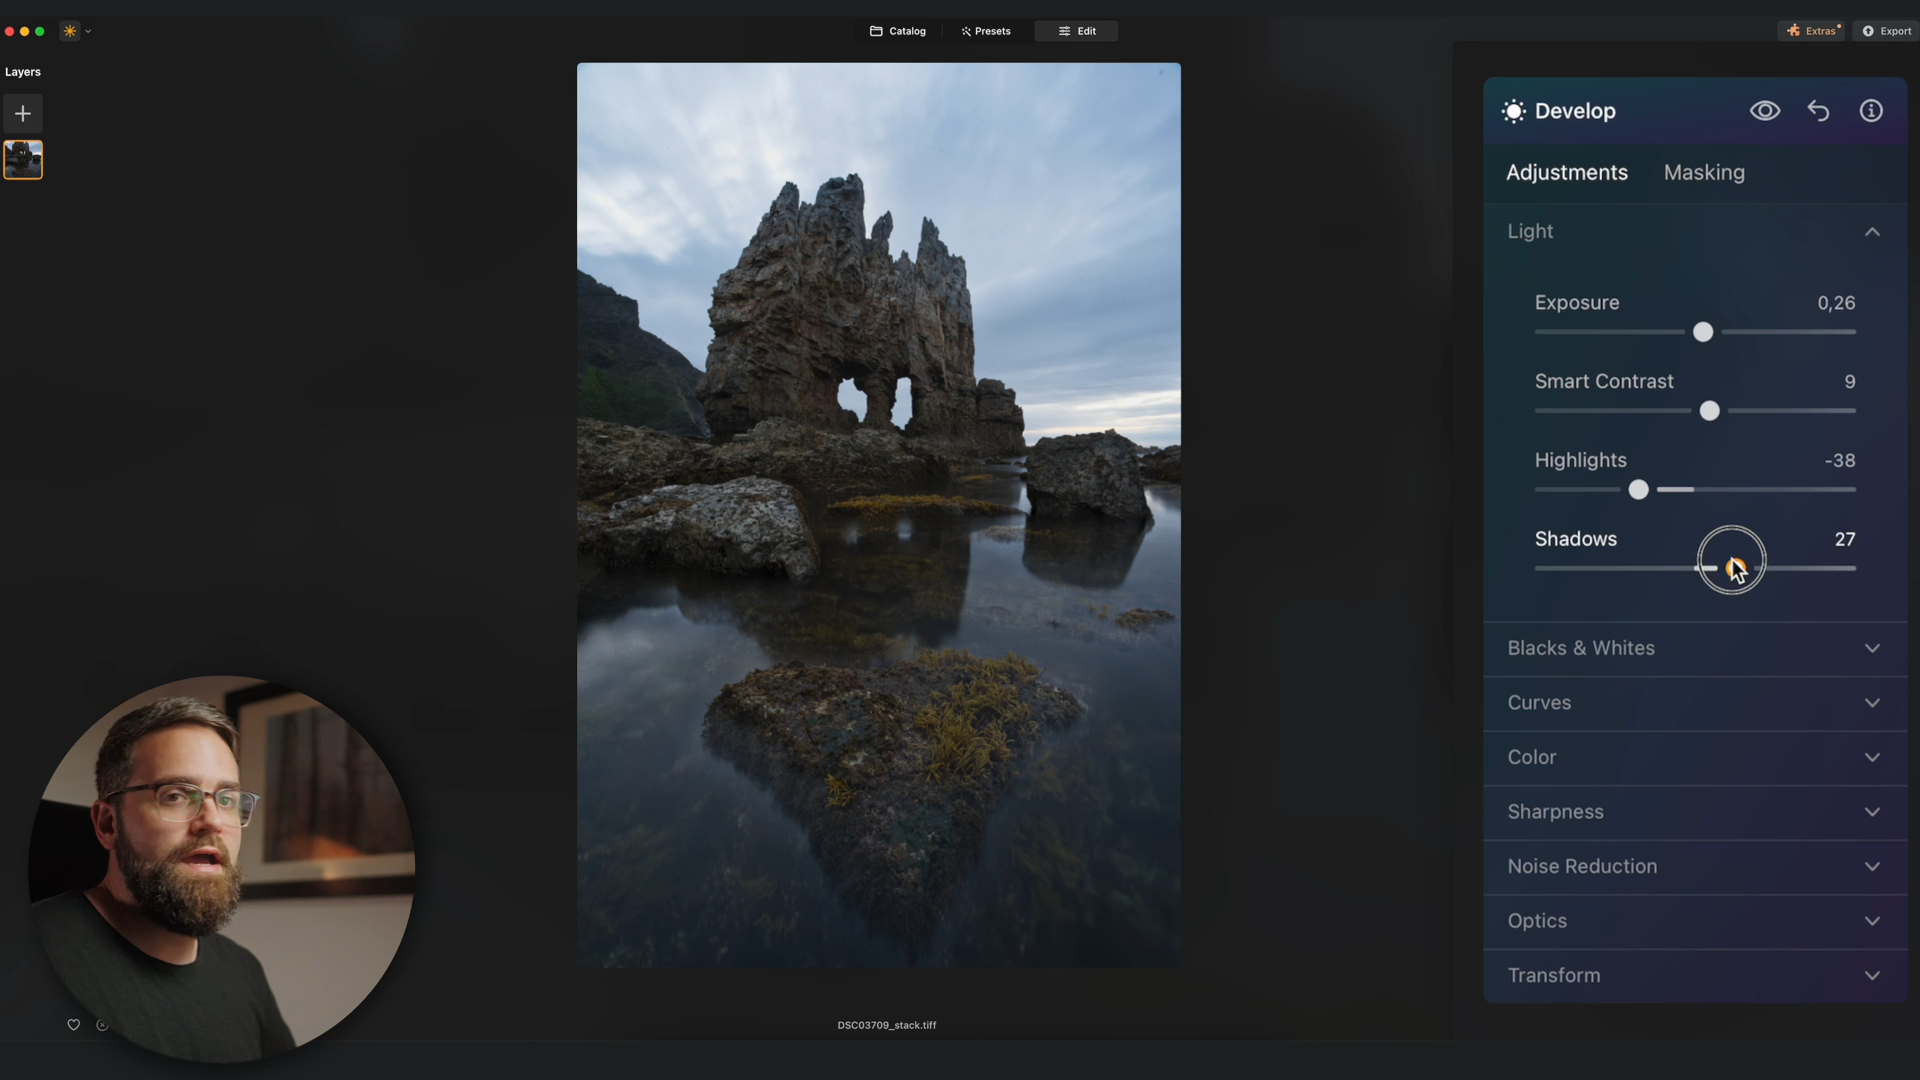 Catalog
Presets
Edit
Extras
Export
Layers
Develop
Adjustments
Masking
Light
Exposure 0,26
Smart Contrast 9
Highlights -38
Shadows 27
Blacks & Whites
Curves
Color
Sharpness
Noise Reduction
Optics
Transform
DSC03709_stack.tiff